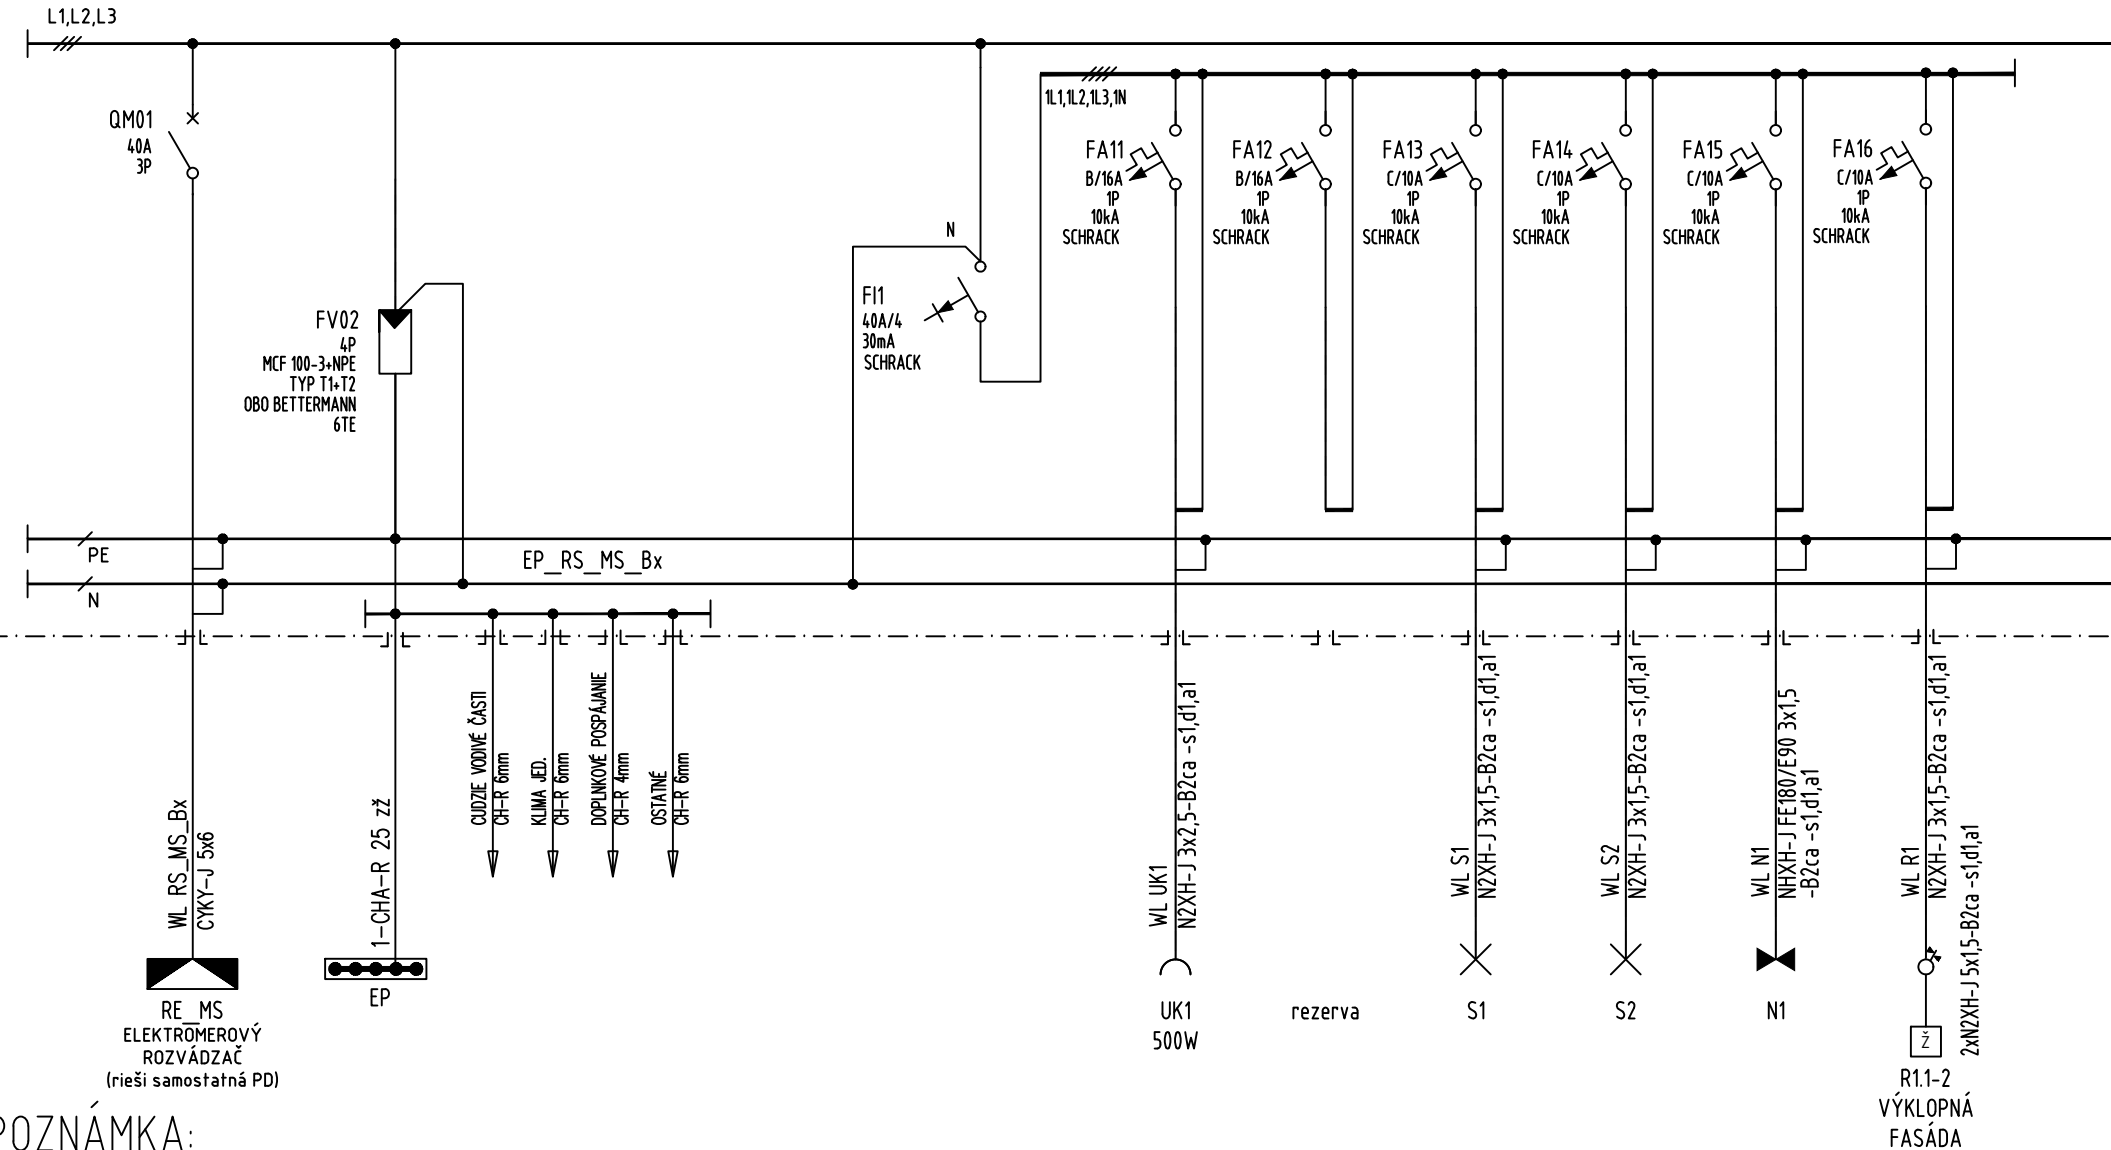 L1,L2,L3
QM01
40A
3P
FV02
4P
MCF 100-3+NPE
TYP T1+T2
OBO BETTERMANN
6TE
N
FI1
40A/4
30mA
SCHRACK
1L1,1L2,1L3,1N
FA11
B/16A
1P
10kA
SCHRACK
FA12
B/16A
1P
10kA
SCHRACK
FA13
C/10A
1P
10kA
SCHRACK
FA14
C/10A
1P
10kA
SCHRACK
FA15
C/10A
1P
10kA
SCHRACK
FA16
C/10A
1P
10kA
SCHRACK
PE
N
EP_RS_MS_Bx
WL RS_MS_Bx
CYKY-J 5x6
1-CHA-R 25 zž
CUDZIE VODIVÉ ČASTI
CH-R 6mm
KLIMA JED.
CH-R 6mm
DOPLNKOVÉ POSPÁJANIE
CH-R 4mm
OSTATNÉ
CH-R 6mm
WL UK1
N2XH-J 3x2,5-B2ca -s1,d1,a1
WL S1
N2XH-J 3x1,5-B2ca -s1,d1,a1
WL S2
N2XH-J 3x1,5-B2ca -s1,d1,a1
WL N1
NHXH-J FE180/E90 3x1,5
-B2ca -s1,d1,a1
WL R1
N2XH-J 3x1,5-B2ca -s1,d1,a1
2xN2XH-J 5x1,5-B2ca -s1,d1,a1
RE_MS
ELEKTROMEROVÝ
ROZVÁDZAČ
(rieši samostatná PD)
EP
UK1
500W
rezerva
S1
S2
N1
Ž
R1.1-2
VÝKLOPNÁ
FASÁDA
POZNÁMKA: